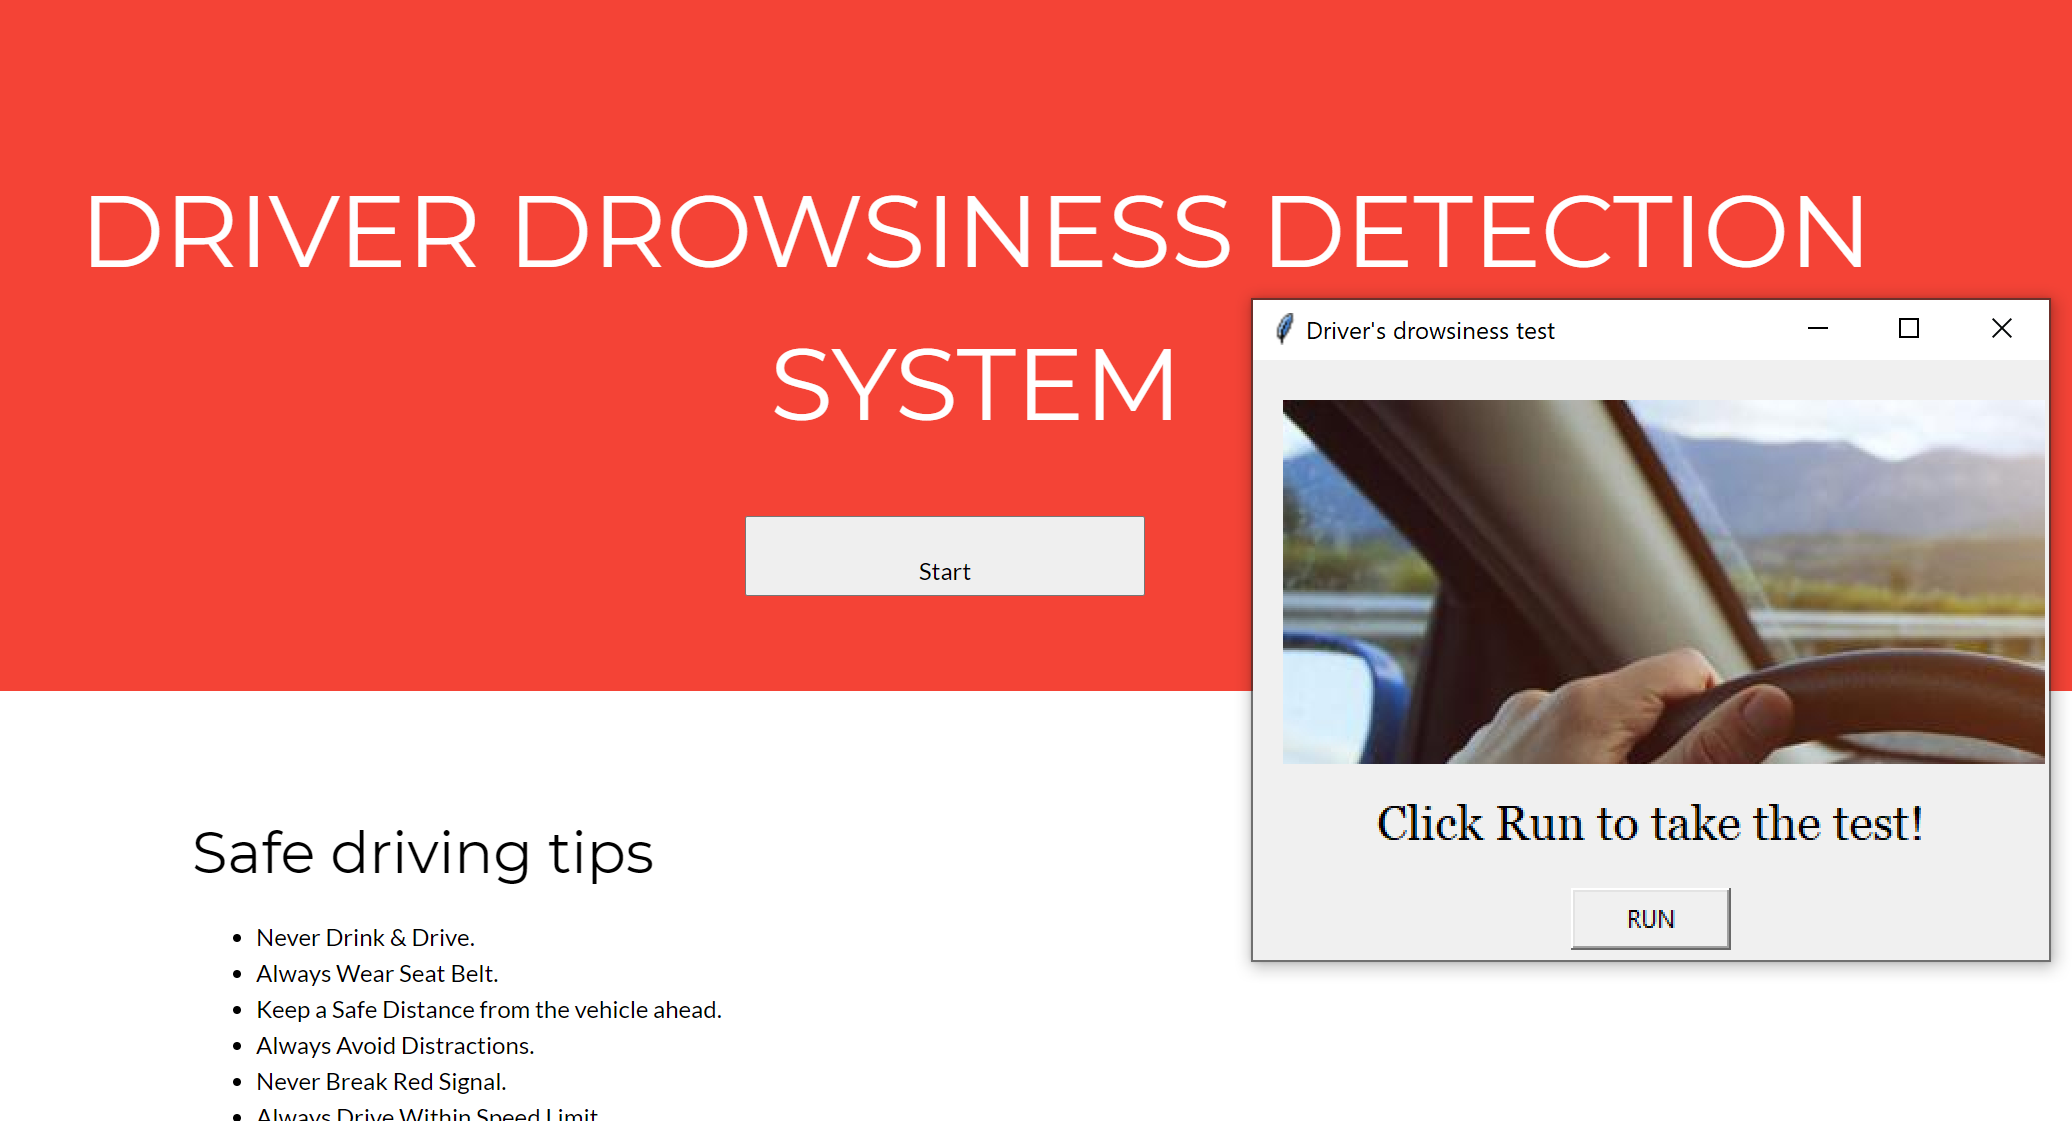 DRIVER DROWSINESS DETECTION
SYSTEM
Start
Driver's drowsiness test
Click Run to take the test!
RUN
Safe driving tips
Never Drink & Drive.
Always Wear Seat Belt.
Keep a Safe Distance from the vehicle ahead.
Always Avoid Distractions.
Never Break Red Signal.
Always Drive Within Speed Limit